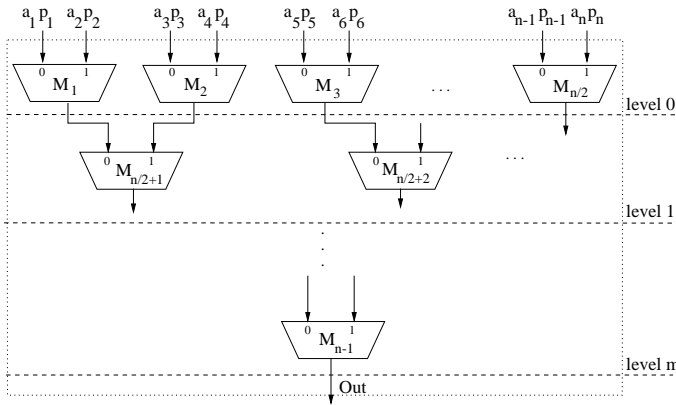 a1p1 a2p2 a3p3 a4p4 a5p5 a6p6 an-1pn-1 anpn
0 1 0 1 0 1 0 1
M1 M2 M3 . . . Mn/2
level 0
0 1 0 1 . . .
Mn/2+1 Mn/2+2
level 1
.
.
.
0 1
Mn-1
level m
Out